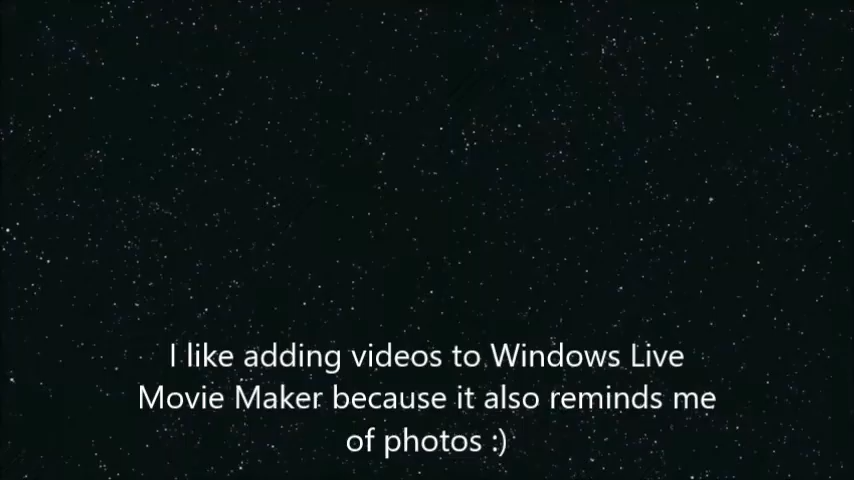 I like adding videos to Windows Live
Movie Maker because it also reminds me
of photos :)